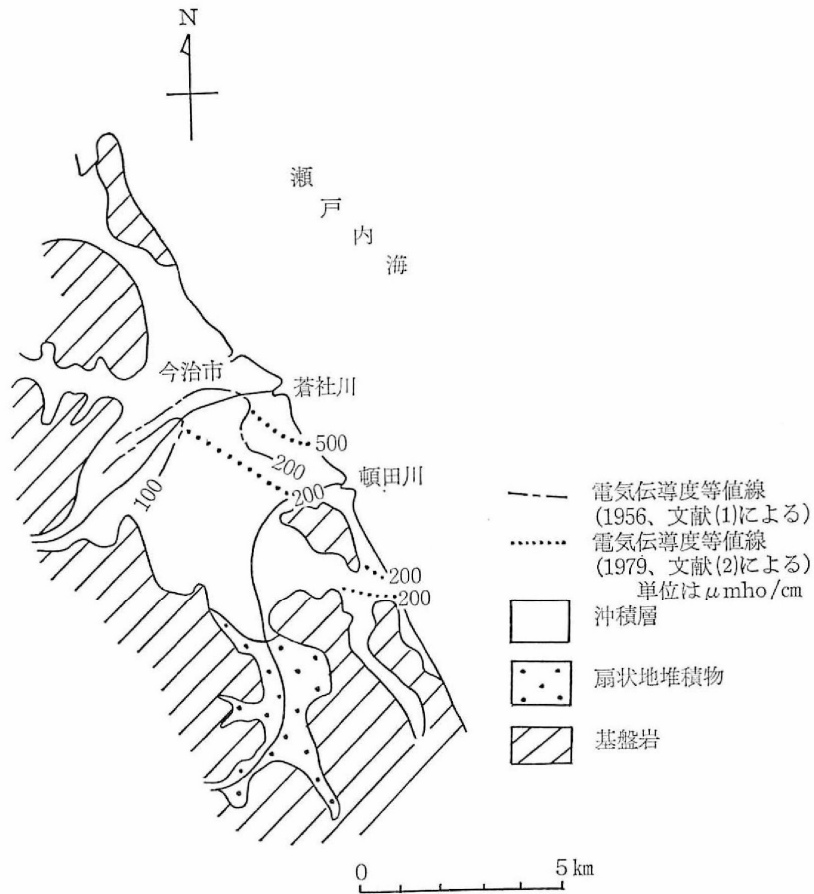 N
瀬
戸
内
海
今治市
蒼社川
500
200
100
200
頓田川
200
200
電気伝導度等値線
(1956、文献(1)による)
電気伝導度等値線
(1979、文献(2)による)
単位はμmho/cm
沖積層
扇状地堆積物
基盤岩
0 5km